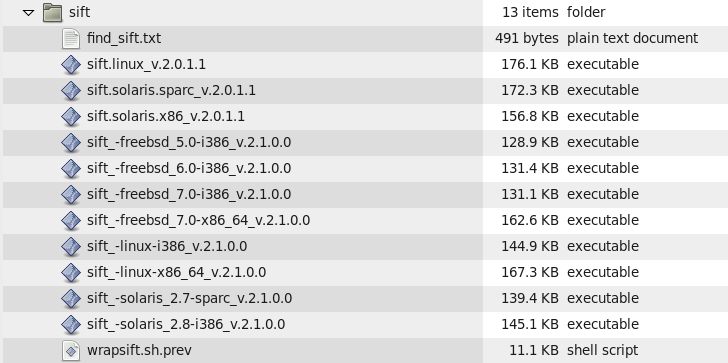 sift 13 items folder
find_sift.txt 491 bytes plain text document
sift.linux_v.2.0.1.1 176.1 KB executable
sift.solaris.sparc_v.2.0.1.1 172.3 KB executable
sift.solaris.x86_v.2.0.1.1 156.8 KB executable
sift_-freebsd_5.0-i386_v.2.1.0.0 128.9 KB executable
sift_-freebsd_6.0-i386_v.2.1.0.0 131.4 KB executable
sift_-freebsd_7.0-i386_v.2.1.0.0 131.1 KB executable
sift_-freebsd_7.0-x86_64_v.2.1.0.0 162.6 KB executable
sift_-linux-i386_v.2.1.0.0 144.9 KB executable
sift_-linux-x86_64_v.2.1.0.0 167.3 KB executable
sift_-solaris_2.7-sparc_v.2.1.0.0 139.4 KB executable
sift_-solaris_2.8-i386_v.2.1.0.0 145.1 KB executable
wrapsift.sh.prev 11.1 KB shell script